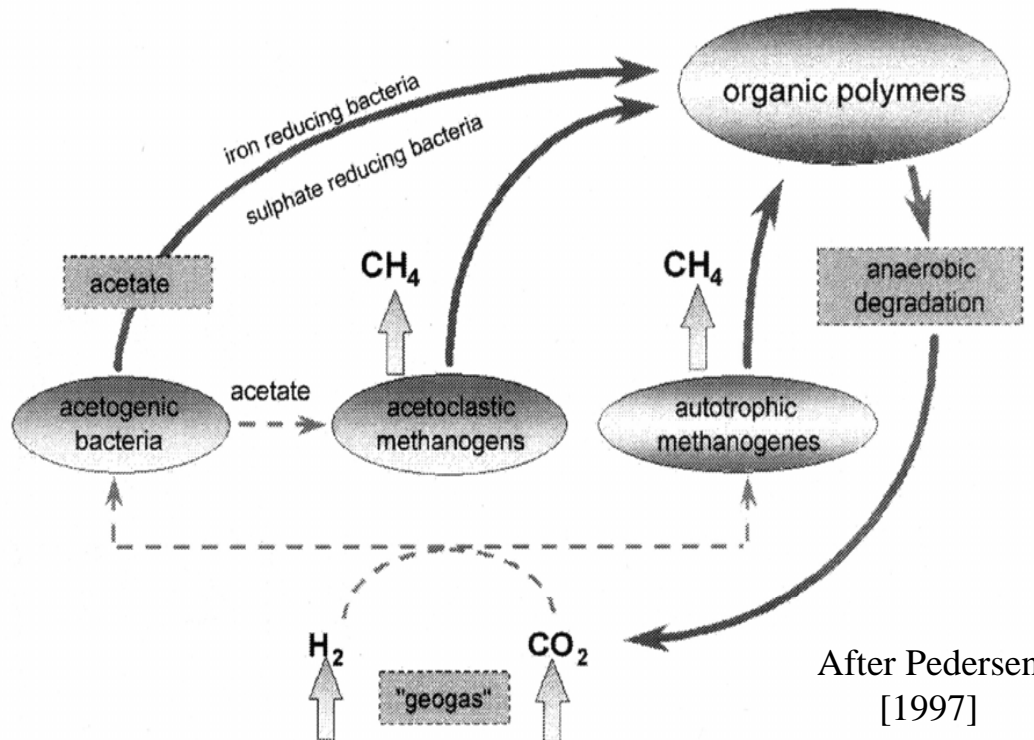 organic polymers
iron reducing bacteria
sulphate reducing bacteria
acetate
CH₄
CH₄
anaerobic
degradation
acetate
acetogenic
bacteria
acetoclastic
methanogens
autotrophic
methanogenes
H₂
CO₂
"geogas"
After Pedersen
[1997]